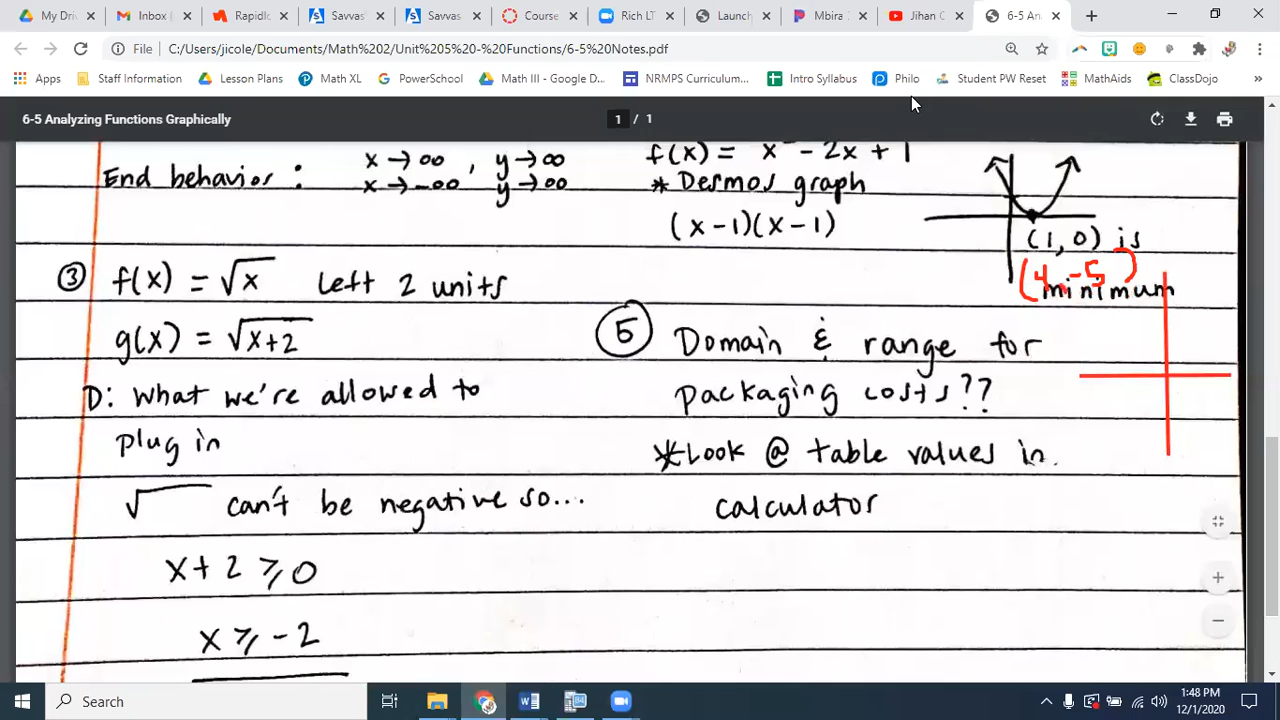 My Driv
Inbox (
Rapidlc
Savvas
Savvas
Course
Rich LT
Launch
Mbira
Jihan C
6-5 An
File
C:/Users/jicole/Documents/Math%202/Unit%205%20-%20Functions/6-5%20Notes.pdf
Apps
Staff Information
Lesson Plans
Math XL
PowerSchool
Math III - Google D...
NRMPS Curriculum...
Intro Syllabus
Philo
Student PW Reset
MathAids
ClassDojo
»
6-5 Analyzing Functions Graphically
1 / 1
End behavior :
x → ∞ , y → ∞
x → -∞ y → ∞
③ f(x) = √x left 2 units
g(x) = √x+2
D: What we're allowed to
plug in
√ can't be negative so...
x + 2 ≥ 0
x ≥ -2
f(x) = x - 2x + 1
* Desmos graph
(x-1)(x-1)
(1,0) is
(4, -5)
minimum
⑤ Domain & range for
packaging costs??
*Look @ table values in
calculator
Search
1:48 PM
12/1/2020